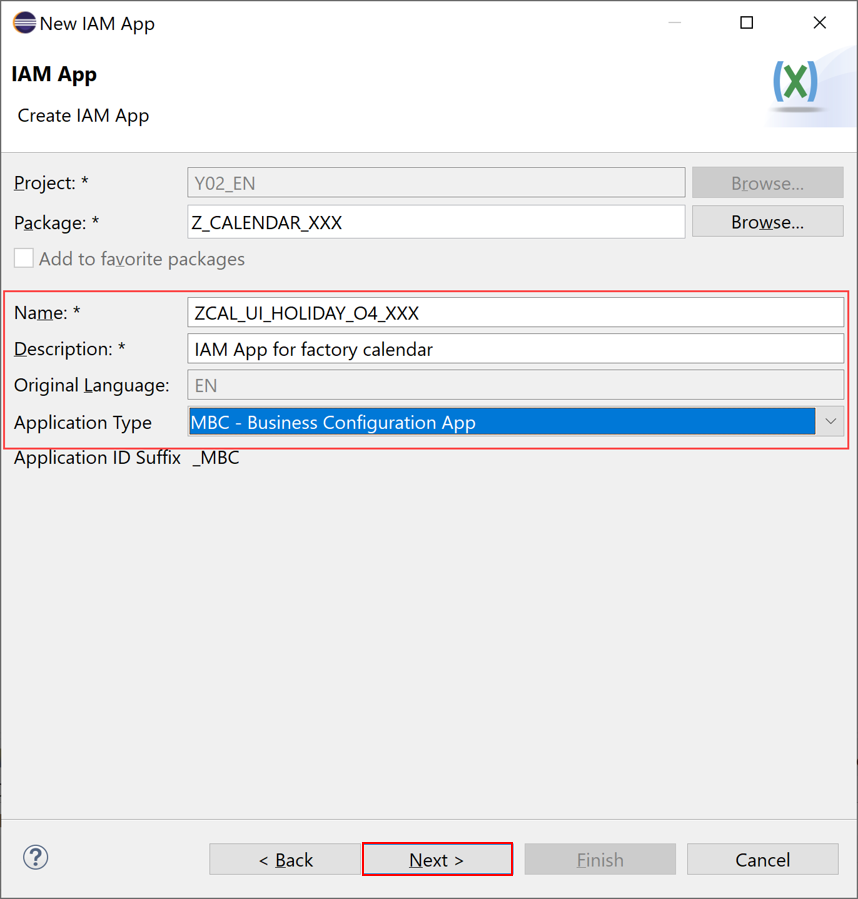 New IAM App
IAM App
Create IAM App
Project: * Y02_EN Browse...
Package: * Z_CALENDAR_XXX Browse...
Add to favorite packages
Name: * ZCAL_UI_HOLIDAY_O4_XXX
Description: * IAM App for factory calendar
Original Language: EN
Application Type MBC - Business Configuration App
Application ID Suffix _MBC
? < Back Next > Finish Cancel